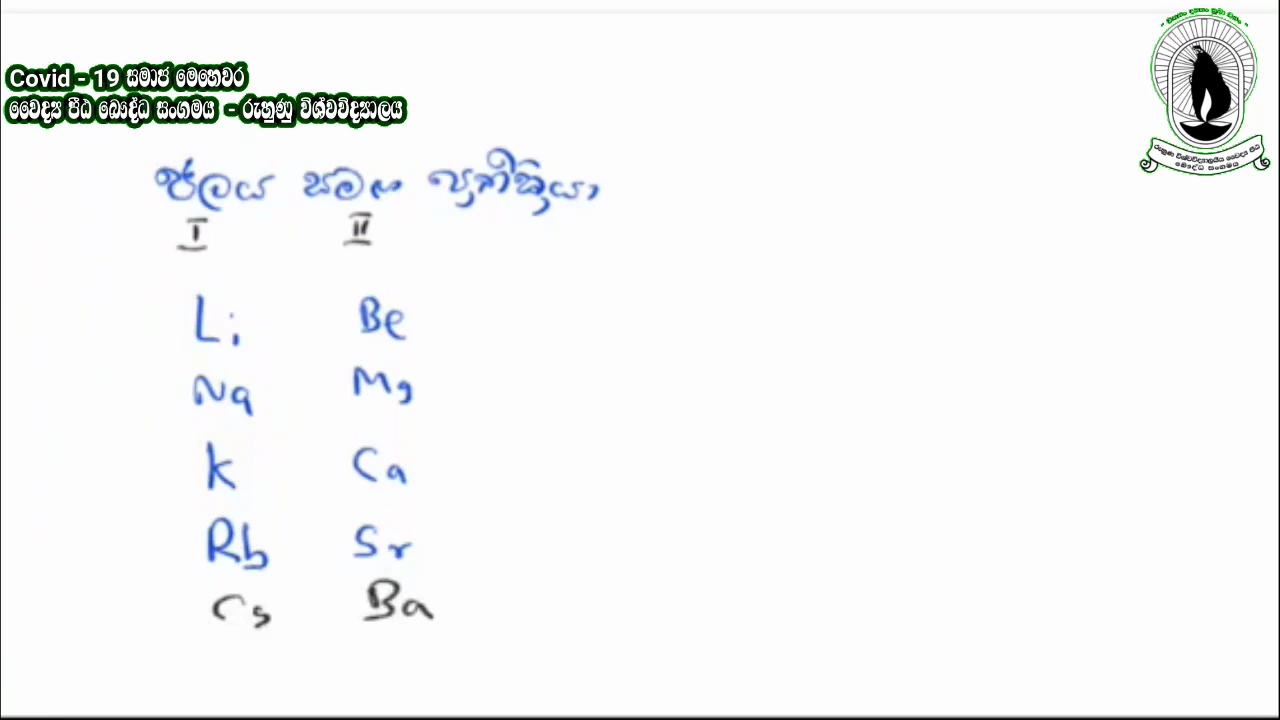 Covid - 19 සමාජ මෙහෙවර
වෛද්‍ය පීඨ බෞද්ධ සංගමය - රුහුණු විශ්වවිද්‍යාලය
ජලය සමඟ ප්‍රතික්‍රියා
I II
Li Be
Na Mg
K Ca
Rb Sr
Cs Ba